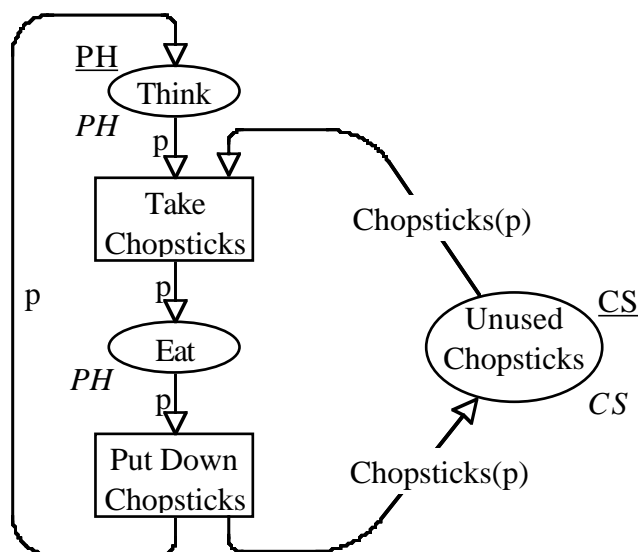 PH
Think
PH
p
Take
Chopsticks
p
p
Eat
PH
p
Put Down
Chopsticks
Chopsticks(p)
Unused
Chopsticks
CS
CS
Chopsticks(p)